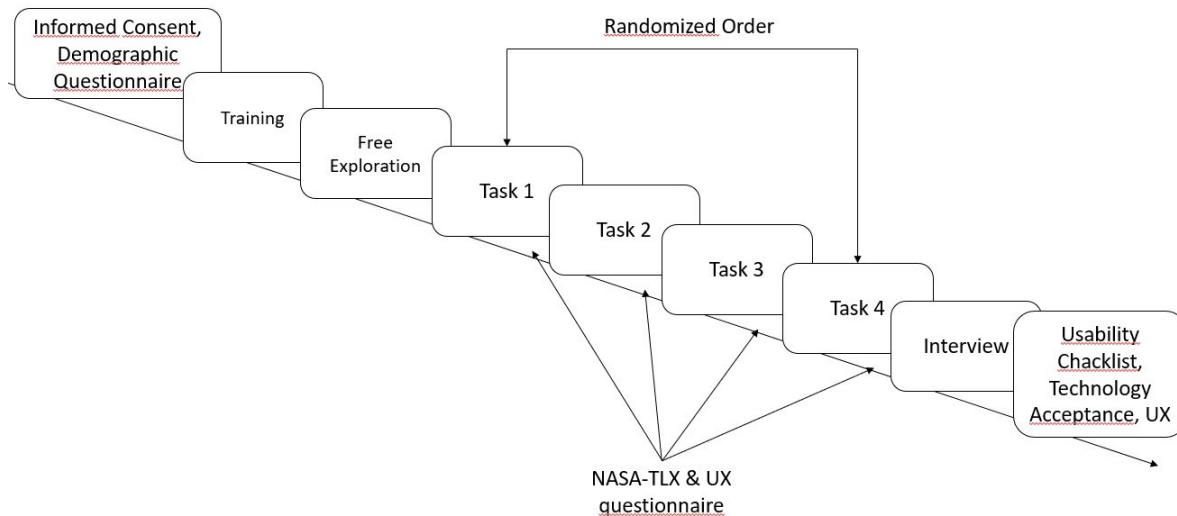 Informed Consent,
Demographic
Questionnaire
Randomized Order
Training
Free
Exploration
Task 1
Task 2
Task 3
Task 4
Interview
Usability
Chacklist,
Technology
Acceptance, UX
NASA-TLX & UX
questionnaire